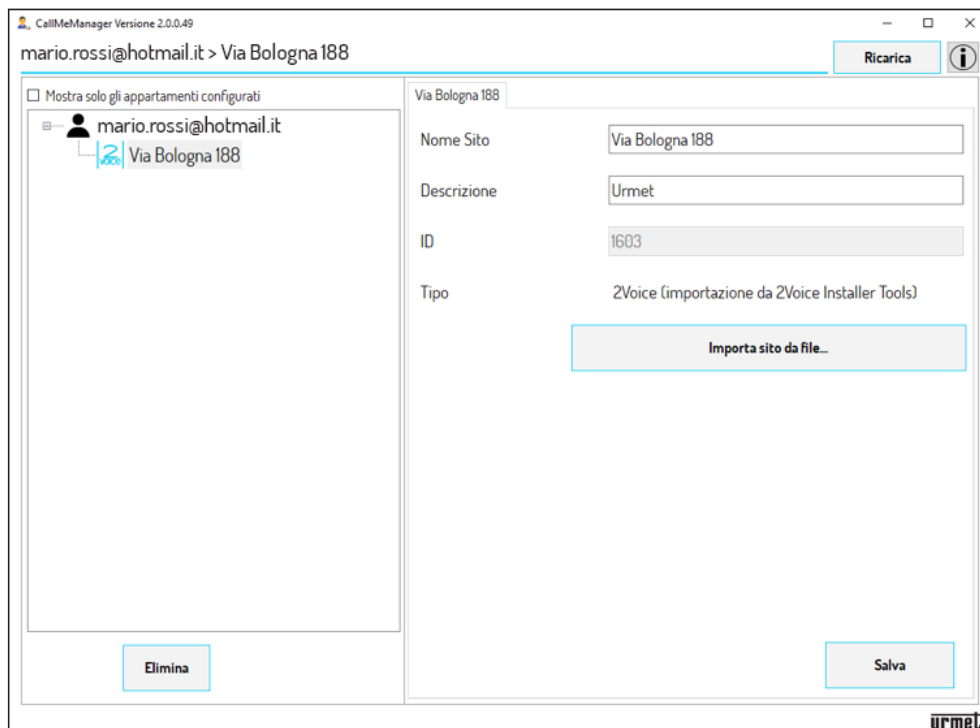 CallMeManager Versione 2.0.0.49
mario.rossi@hotmail.it > Via Bologna 188
Ricarica
i
Mostra solo gli appartamenti configurati
mario.rossi@hotmail.it
2 voice Via Bologna 188
Via Bologna 188
Nome Sito Via Bologna 188
Descrizione Urmet
ID 1603
Tipo 2Voice (importazione da 2Voice Installer Tools)
Importa sito da file...
Elimina
Salva
urmet